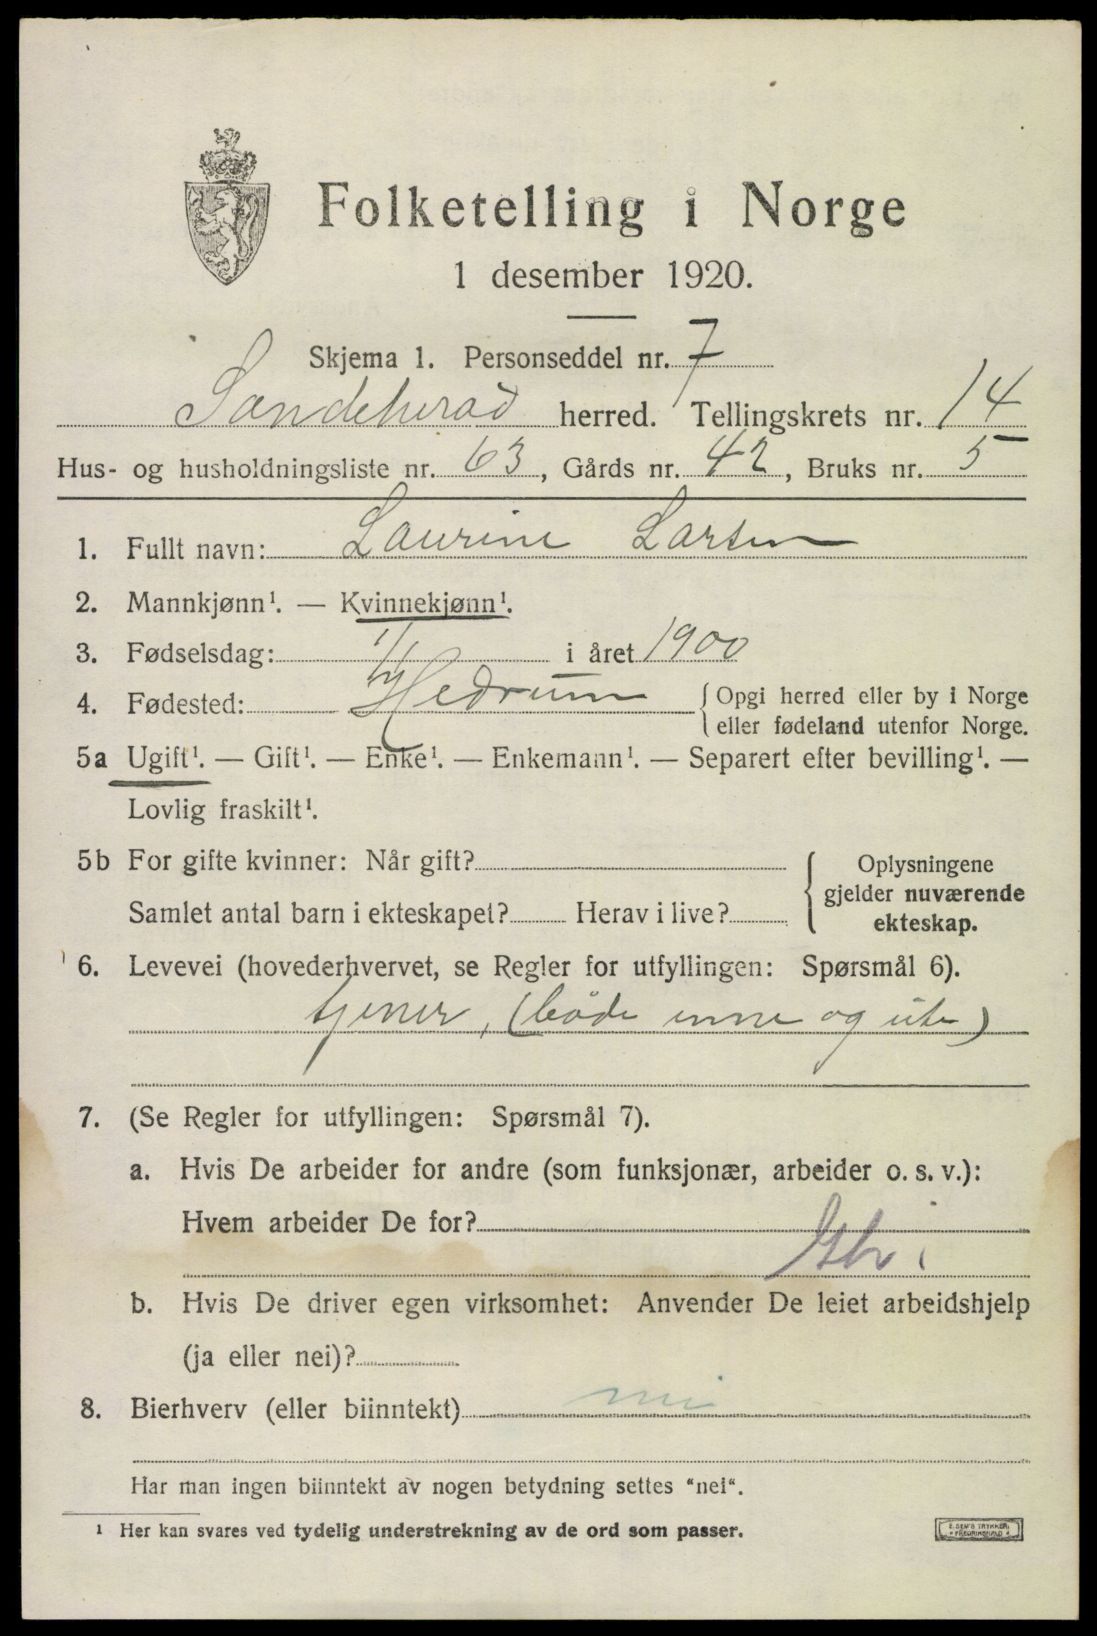 Folketelling i Norge
1 desember 1920.
Skjema 1. Personseddel nr. 7
Sandeherad herred. Tellingskrets nr. 14
Hus- og husholdningsliste nr. 63, Gårds nr. 42, Bruks nr. 5
1. Fullt navn: Laurine Larsen
2. Mannkjønn¹. — Kvinnekjønn¹.
3. Fødselsdag: 1/1 i året 1900
4. Fødested: Hedrum { Opgi herred eller by i Norge
eller fødeland utenfor Norge.
5a Ugift¹. — Gift¹. — Enke¹. — Enkemann¹. — Separert efter bevilling¹. —
Lovlig fraskilt¹.
5b For gifte kvinner: Når gift?
Samlet antal barn i ekteskapet? Herav i live?
{ Oplysningene
gjelder nuværende
ekteskap.
6. Levevei (hovederhvervet, se Regler for utfyllingen: Spørsmål 6).
tjener, (både inne og ute)
7. (Se Regler for utfyllingen: Spørsmål 7).
a. Hvis De arbeider for andre (som funksjonær, arbeider o. s. v.):
Hvem arbeider De for?
b. Hvis De driver egen virksomhet: Anvender De leiet arbeidshjelp
(ja eller nei)?
8. Bierhverv (eller biinntekt) nei
Har man ingen biinntekt av nogen betydning settes "nei".
¹ Her kan svares ved tydelig understrekning av de ord som passer.